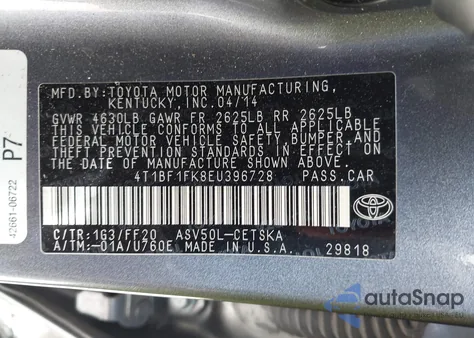 MFD.BY:TOYOTA MOTOR MANUFACTURING,
KENTUCKY, INC.04/14
GVWR 4630LB GAWR FR 2625LB RR 2625LB
THIS VEHICLE CONFORMS TO ALL APPLICABLE
FEDERAL MOTOR VEHICLE SAFETY, BUMPER,AND
THEFT PREVENTION STANDARDS IN EFFECT ON
THE DATE OF MANUFACTURE SHOWN ABOVE.
4T1BF1FK8EU396728 PASS.CAR
C/TR:1G3/FF20 ASV50L-CETSKA
A/TM:-01A/U760E MADE IN U.S.A. 29818
TOYOTA
P7
42661-06722
autoSnap